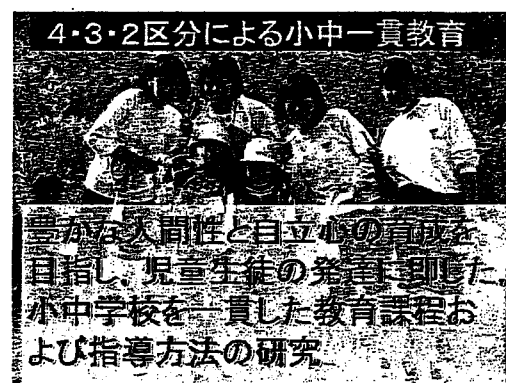 4・3・2区分による小中一貫教育
豊かな人間性と自立心の育成を
目指し、児童生徒の発達に即した、
小中学校を一貫した教育課程お
よび指導方法の研究